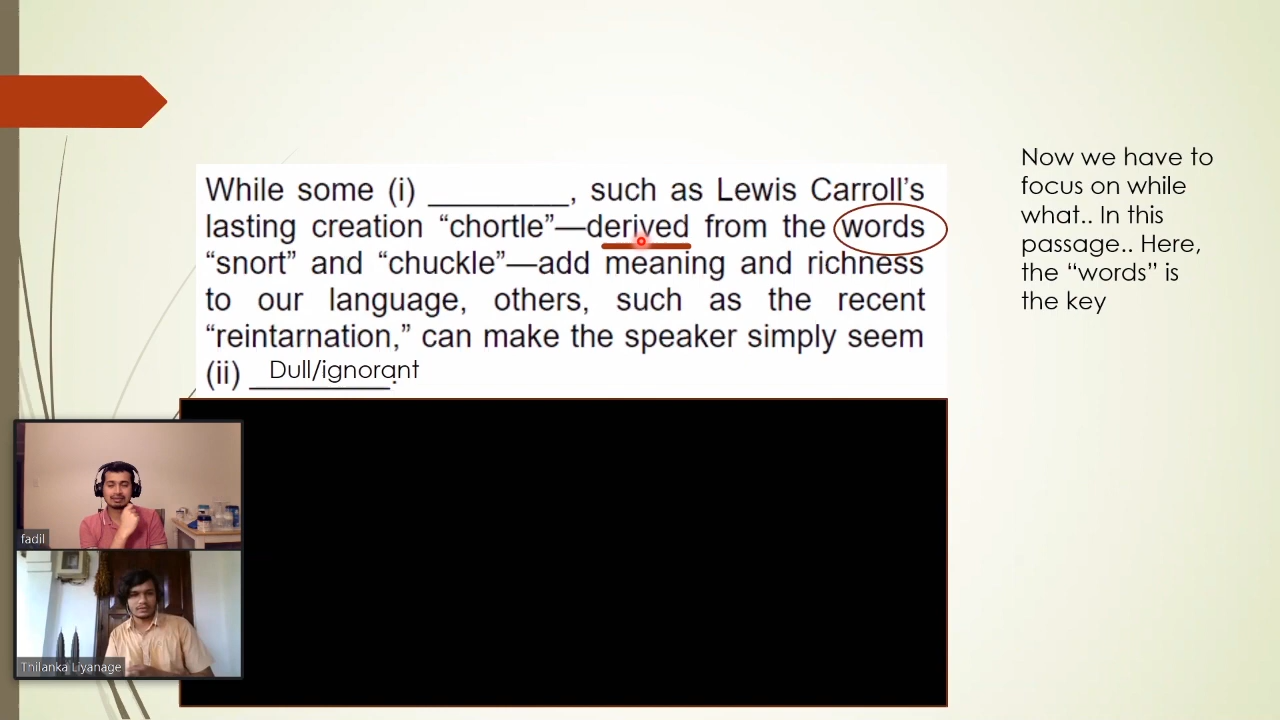 While some (i) _________, such as Lewis Carroll’s
lasting creation “chortle”—derived from the words
“snort” and “chuckle”—add meaning and richness
to our language, others, such as the recent
“reintarnation,” can make the speaker simply seem
(ii) _________.
Dull/ignorant
Now we have to
focus on while
what.. In this
passage.. Here,
the “words” is
the key
fadil
Thilanka Liyanage